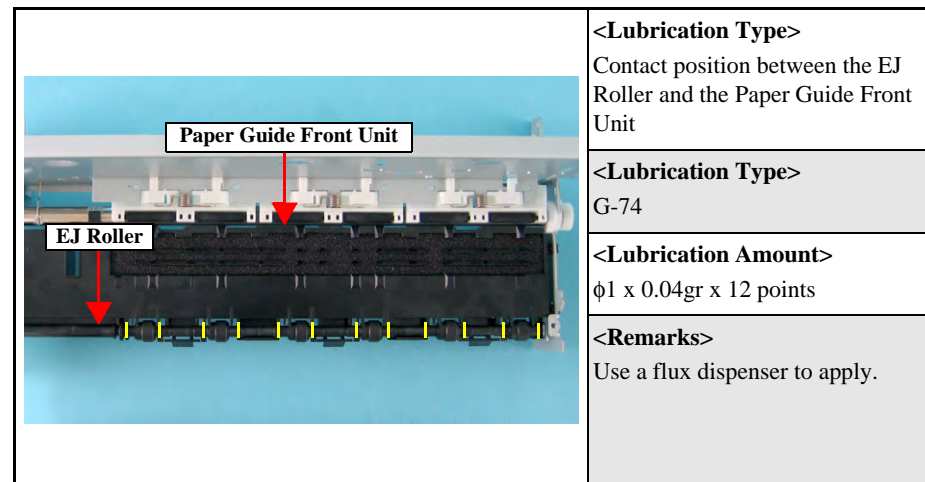 Paper Guide Front Unit
EJ Roller
<Lubrication Type>
Contact position between the EJ
Roller and the Paper Guide Front
Unit
<Lubrication Type>
G-74
<Lubrication Amount>
ϕ1 x 0.04gr x 12 points
<Remarks>
Use a flux dispenser to apply.